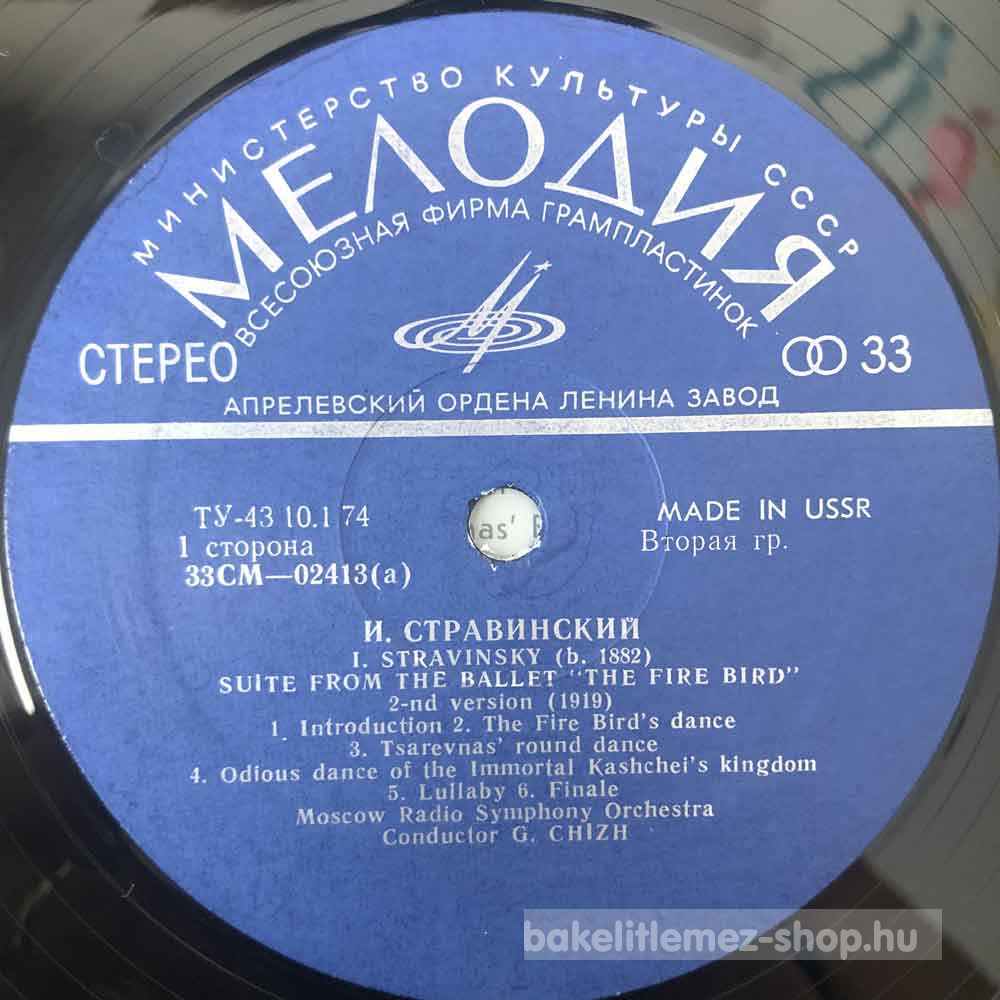 МИНИСТЕРСТВО КУЛЬТУРЫ СССР
МЕЛОДИЯ
ВСЕСОЮЗНАЯ ФИРМА ГРАМПЛАСТИНОК
СТЕРЕО
33
АПРЕЛЕВСКИЙ ОРДЕНА ЛЕНИНА ЗАВОД
ТУ-43 10.1 74
MADE IN USSR
1 сторона
Вторая гр.
33СМ—02413(а)
as'
И. СТРАВИНСКИЙ
I. STRAVINSKY (b. 1882)
SUITE FROM THE BALLET "THE FIRE BIRD"
2-nd version (1919)
1. Introduction 2. The Fire Bird's dance
3. Tsarevnas' round dance
4. Odious dance of the Immortal Kashchei's kingdom
5. Lullaby 6. Finale
Moscow Radio Symphony Orchestra
Conductor G. CHIZH
bakelitlemez-shop.hu